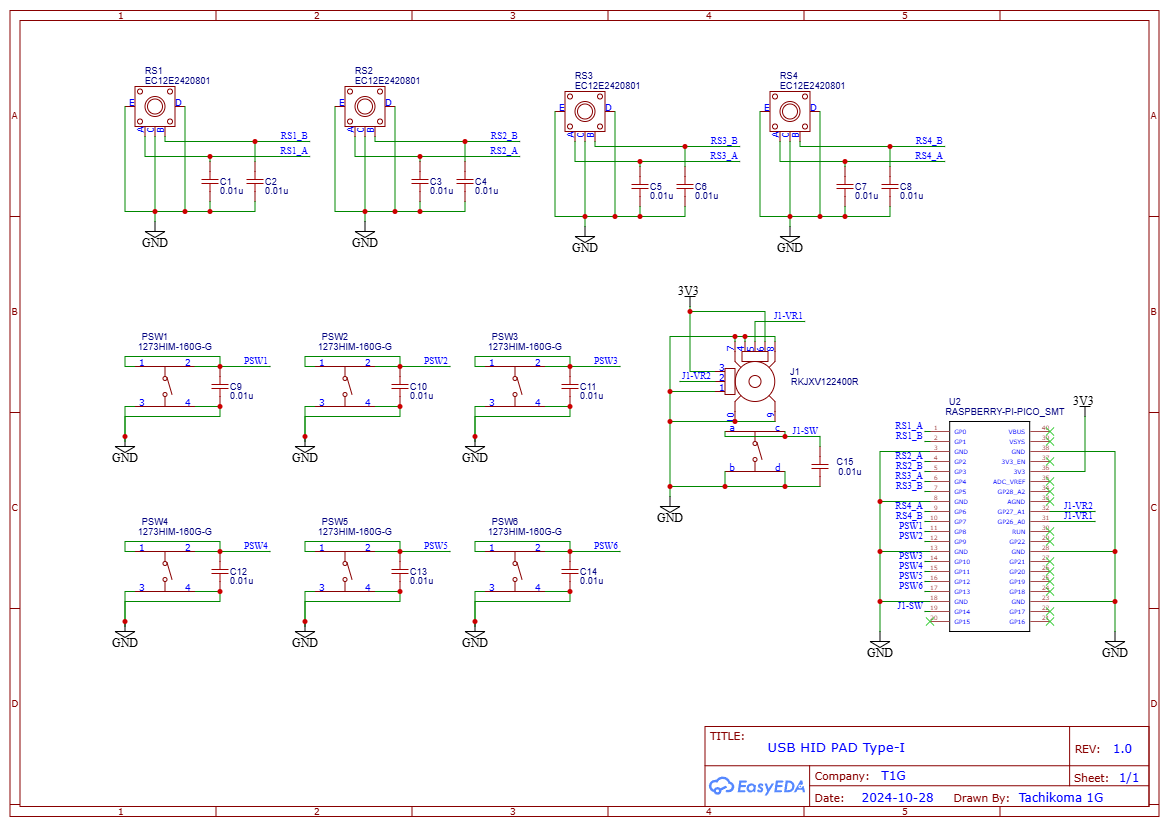 1 2 3 4 5
A A
B B
C C
D D
RS1
EC12E2420801
E D
A C B
RS1_B
RS1_A
C1
0.01u
C2
0.01u
GND
RS2
EC12E2420801
E D
A C B
RS2_B
RS2_A
C3
0.01u
C4
0.01u
GND
RS3
EC12E2420801
E D
A C B
RS3_B
RS3_A
C5
0.01u
C6
0.01u
GND
RS4
EC12E2420801
E D
A C B
RS4_B
RS4_A
C7
0.01u
C8
0.01u
GND
PSW1
1273HIM-160G-G
1 2
PSW1
C9
0.01u
3 4
GND
PSW2
1273HIM-160G-G
1 2
PSW2
C10
0.01u
3 4
GND
PSW3
1273HIM-160G-G
1 2
PSW3
C11
0.01u
3 4
GND
3V3
J1-VR1
7 4 5 6 8
3
J1-VR2 2
1
J1
RKJXV122400R
10 9
a c
J1-SW
b d
C15
0.01u
GND
PSW4
1273HIM-160G-G
1 2
PSW4
C12
0.01u
3 4
GND
PSW5
1273HIM-160G-G
1 2
PSW5
C13
0.01u
3 4
GND
PSW6
1273HIM-160G-G
1 2
PSW6
C14
0.01u
3 4
GND
U2
RASPBERRY-PI-PICO_SMT
3V3
RS1_A 1 GP0 VBUS 40
RS1_B 2 GP1 VSYS 39
3 GND GND 38
RS2_A 4 GP2 3V3_EN 37
RS2_B 5 GP3 3V3 36
RS3_A 6 GP4 ADC_VREF 35
RS3_B 7 GP5 GP28_A2 34
8 GND AGND 33
RS4_A 9 GP6 GP27_A1 32 J1-VR2
RS4_B 10 GP7 GP26_A0 31 J1-VR1
PSW1 11 GP8 RUN 30
PSW2 12 GP9 GP22 29
13 GND GND 28
PSW3 14 GP10 GP21 27
PSW4 15 GP11 GP20 26
PSW5 16 GP12 GP19 25
PSW6 17 GP13 GP18 24
18 GND GND 23
J1-SW 19 GP14 GP17 22
20 GP15 GP16 21
GND GND
TITLE:
USB HID PAD Type-I
REV: 1.0
EasyEDA
Company: T1G
Sheet: 1/1
Date: 2024-10-28 Drawn By: Tachikoma 1G
1 2 3 4 5